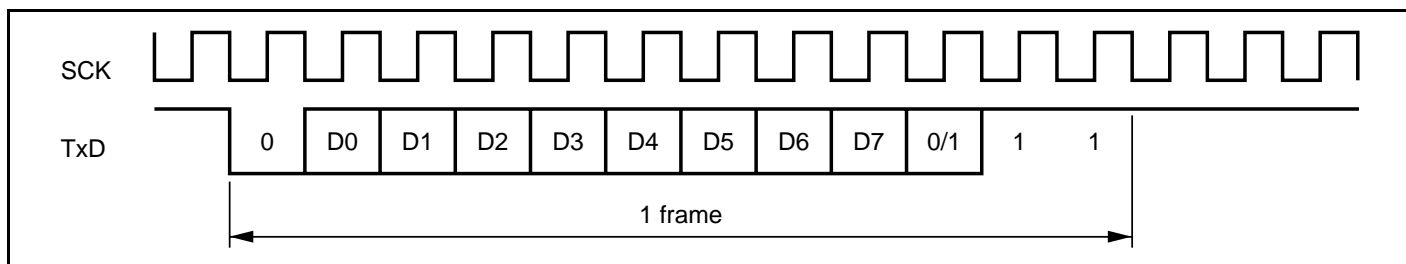 SCK
TxD 0 D0 D1 D2 D3 D4 D5 D6 D7 0/1 1 1
1 frame